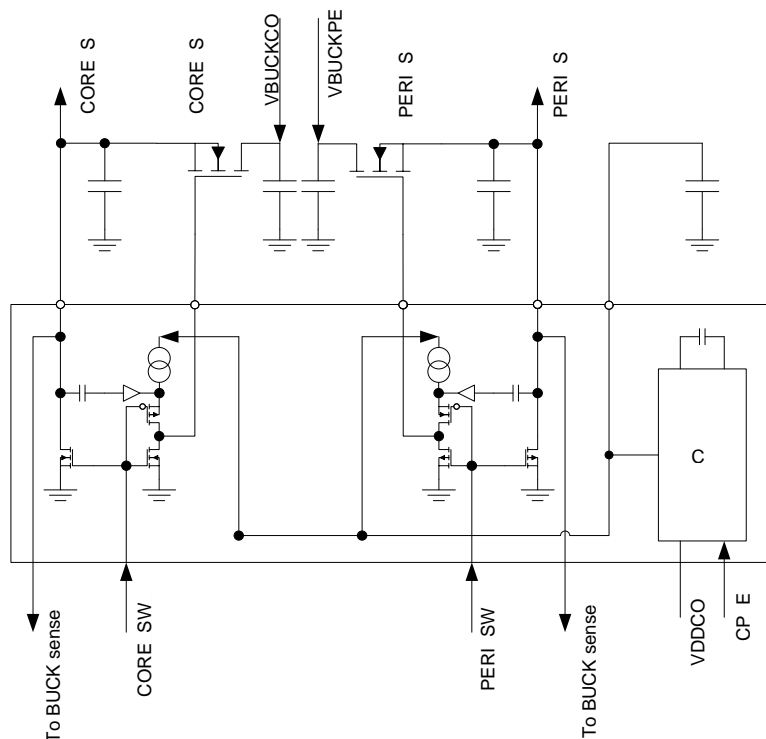 CORE S
CORE S
VBUCKCO
VBUCKPE
PERI S
PERI S
C
To BUCK sense
CORE SW
PERI SW
To BUCK sense
VDDCO
CP E